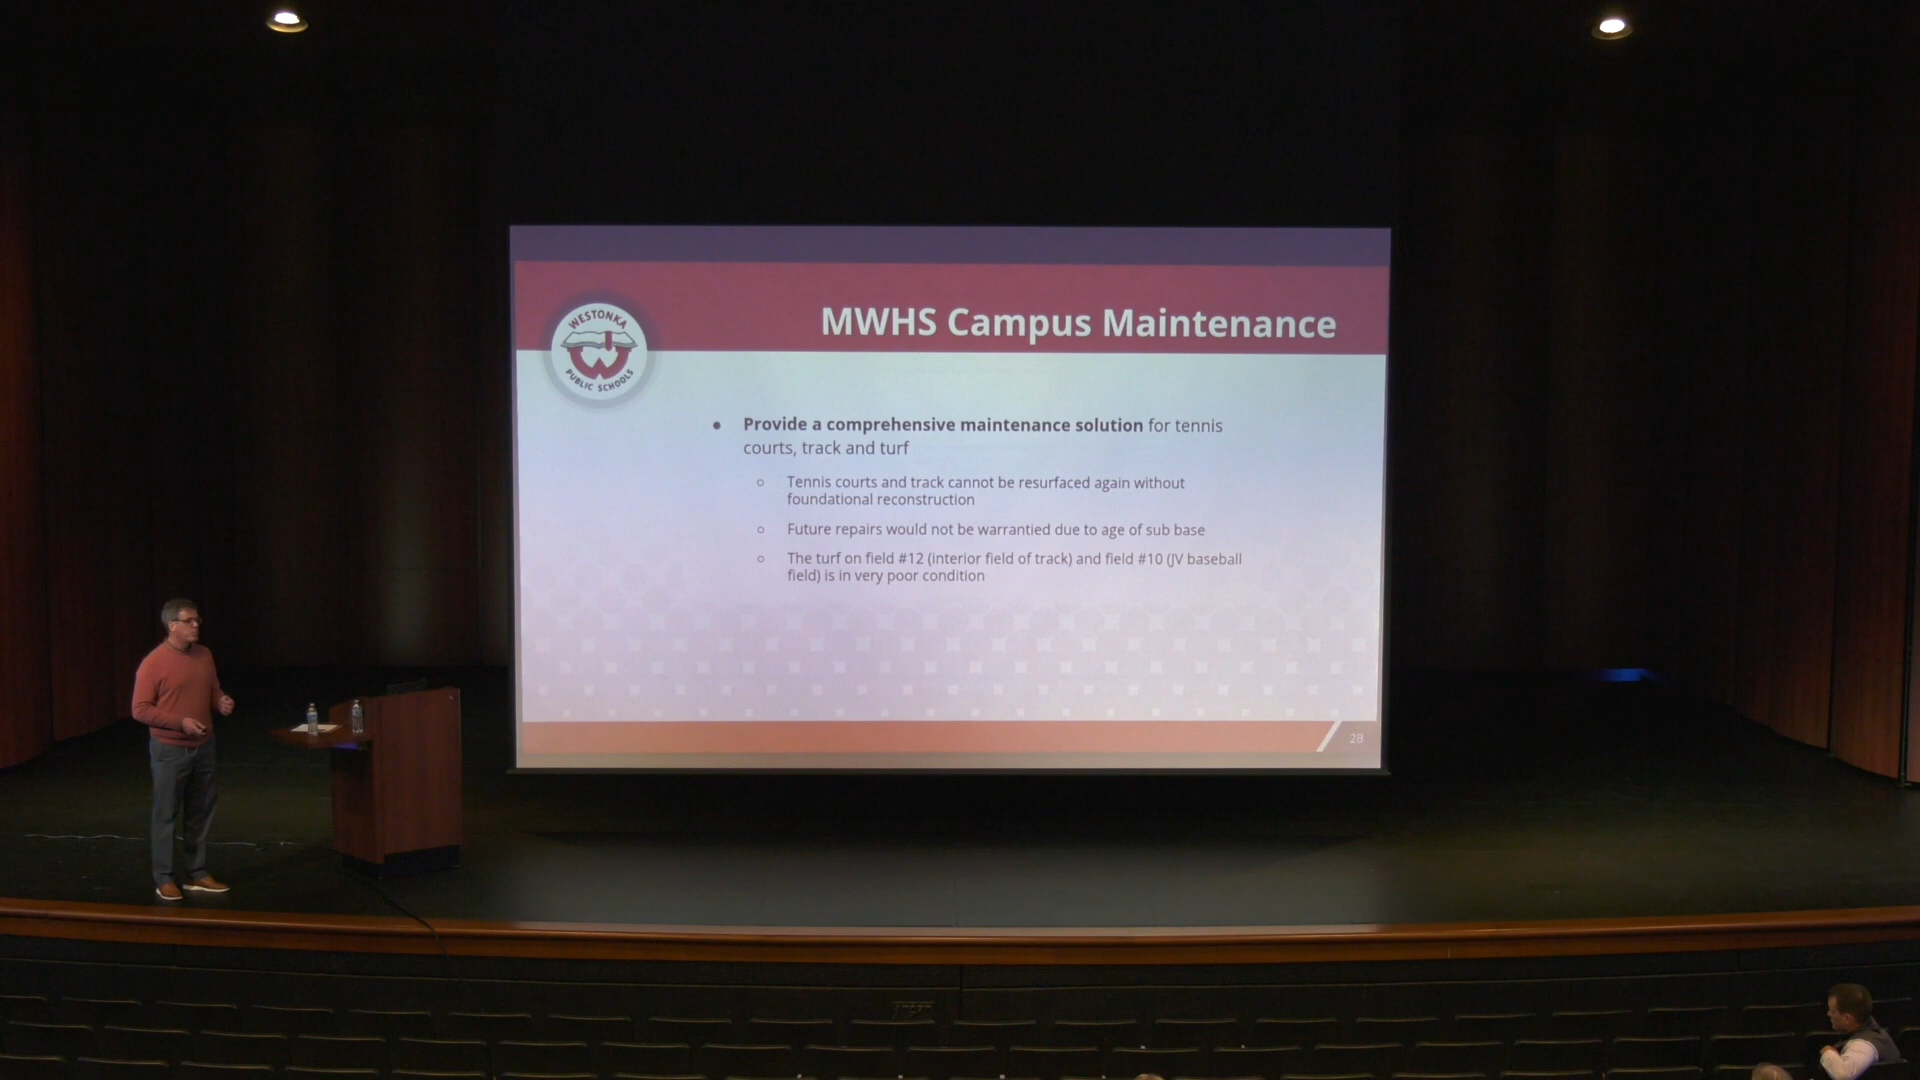 WESTONKA
PUBLIC SCHOOLS
MWHS Campus Maintenance
● Provide a comprehensive maintenance solution for tennis
courts, track and turf
○ Tennis courts and track cannot be resurfaced again without
foundational reconstruction
○ Future repairs would not be warrantied due to age of sub base
○ The turf on field #12 (interior field of track) and field #10 (JV baseball
field) is in very poor condition
28